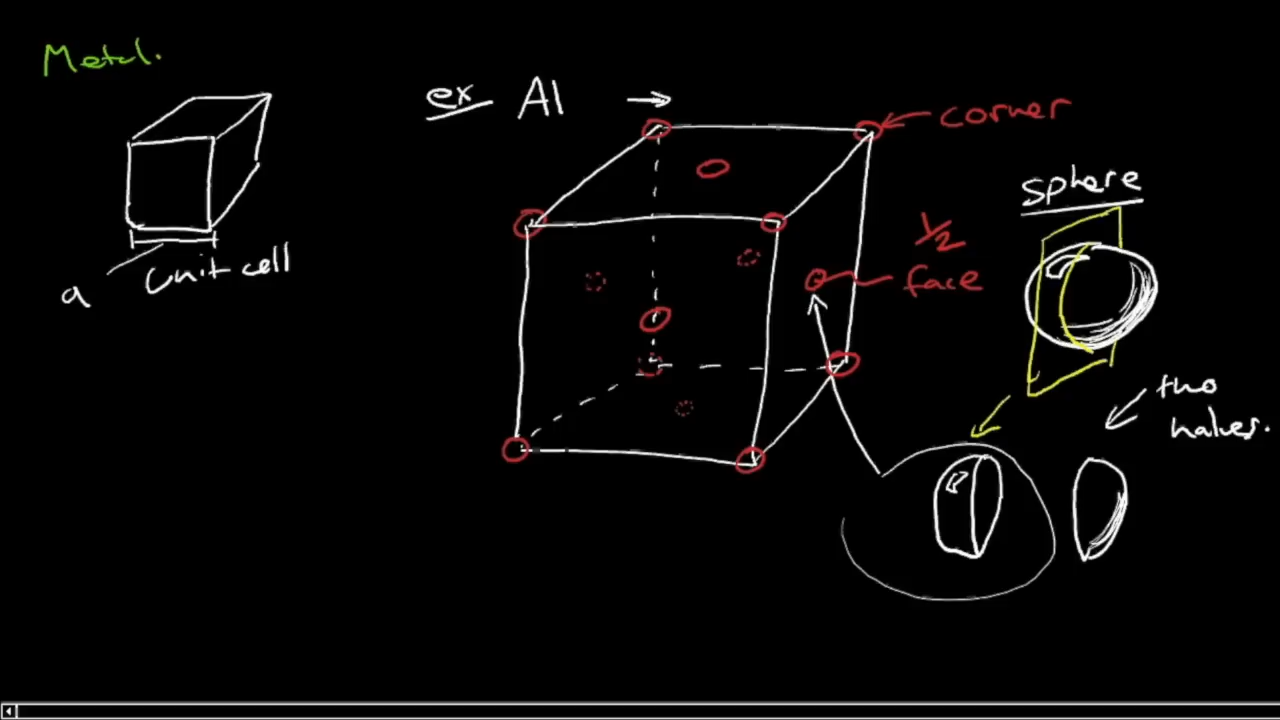 Metal.
ex Al →
corner
sphere
1/2
face
a
unit cell
two
halves.